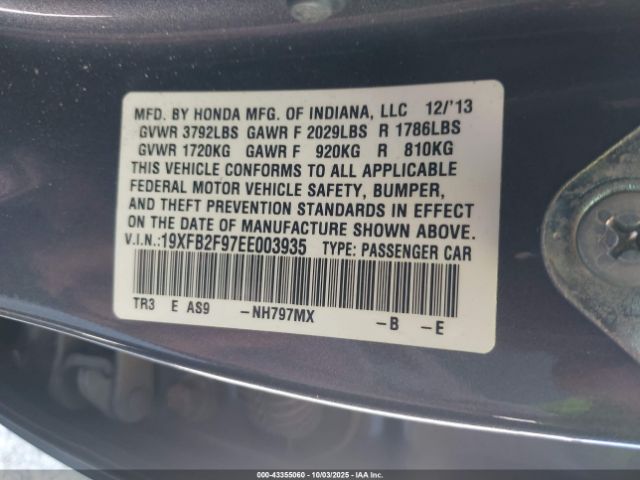 MFD. BY HONDA MFG. OF INDIANA, LLC 12/'13
GVWR 3792LBS GAWR F 2029LBS R 1786LBS
GVWR 1720KG GAWR F 920KG R 810KG
THIS VEHICLE CONFORMS TO ALL APPLICABLE
FEDERAL MOTOR VEHICLE SAFETY, BUMPER,
AND THEFT PREVENTION STANDARDS IN EFFECT
ON THE DATE OF MANUFACTURE SHOWN ABOVE.
V.I.N.:19XFB2F97EE003935 TYPE: PASSENGER CAR
TR3 E AS9 -NH797MX -B -E
000-43355060 - 10/03/2025 - IAAI.COM